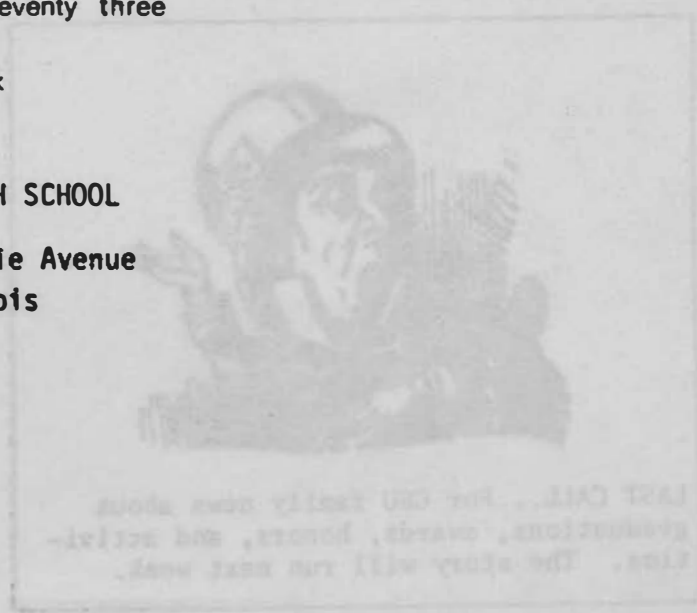 eventy three
k
H SCHOOL
ie Avenue
ois
LAST CALL.. For GSU family news about
graduations, awards, honors, and activi-
ties. The story will run next week.